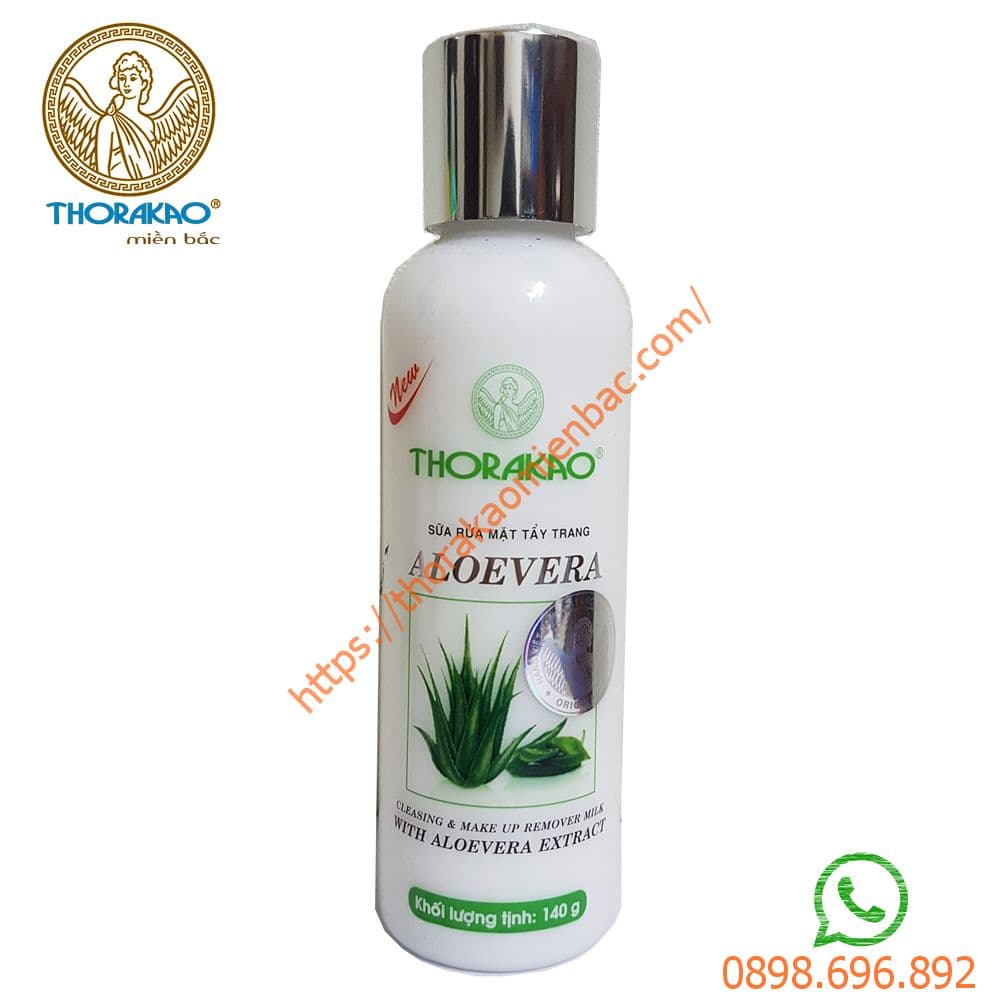 THORAKAO®
miền bắc
New
THORAKAO®
SỮA RỬA MẶT TẨY TRANG
ALOEVERA
ORIG
CLEASING & MAKE UP REMOVER MILK
WITH ALOEVERA EXTRACT
Khối lượng tịnh: 140 g
https://thorakaomienbac.com/
0898.696.892